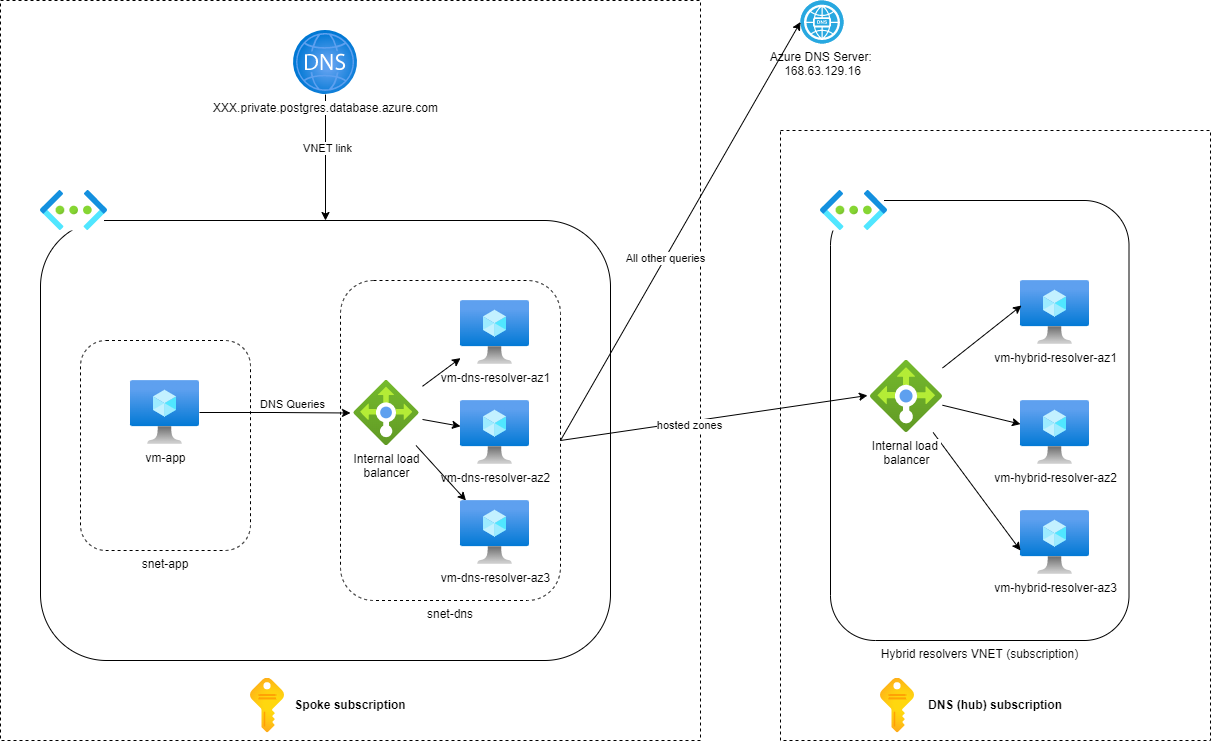 DNS
XXX.private.postgres.database.azure.com
VNET link
DNS
Azure DNS Server:
168.63.129.16
All other queries
vm-app
snet-app
DNS Queries
Internal load
balancer
vm-dns-resolver-az1
vm-dns-resolver-az2
vm-dns-resolver-az3
snet-dns
hosted zones
Internal load
balancer
vm-hybrid-resolver-az1
vm-hybrid-resolver-az2
vm-hybrid-resolver-az3
Hybrid resolvers VNET (subscription)
Spoke subscription
DNS (hub) subscription